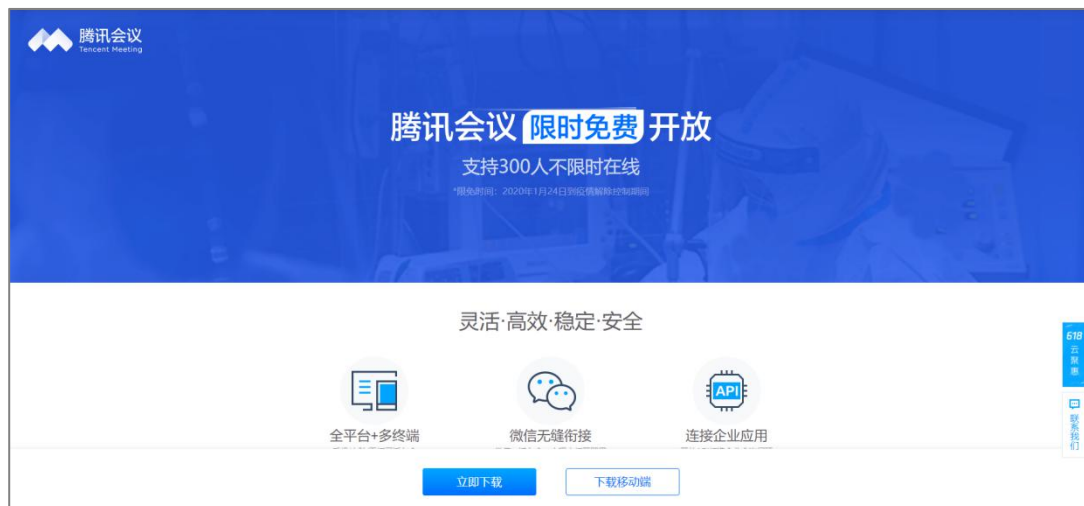 腾讯会议
Tencent Meeting
腾讯会议 限时免费 开放
支持300人不限时在线
*限免时间：2020年1月24日到疫情解除控制期间
灵活·高效·稳定·安全
API
全平台+多终端
微信无缝衔接
连接企业应用
立即下载
下载移动端
618
云聚惠
联系我们